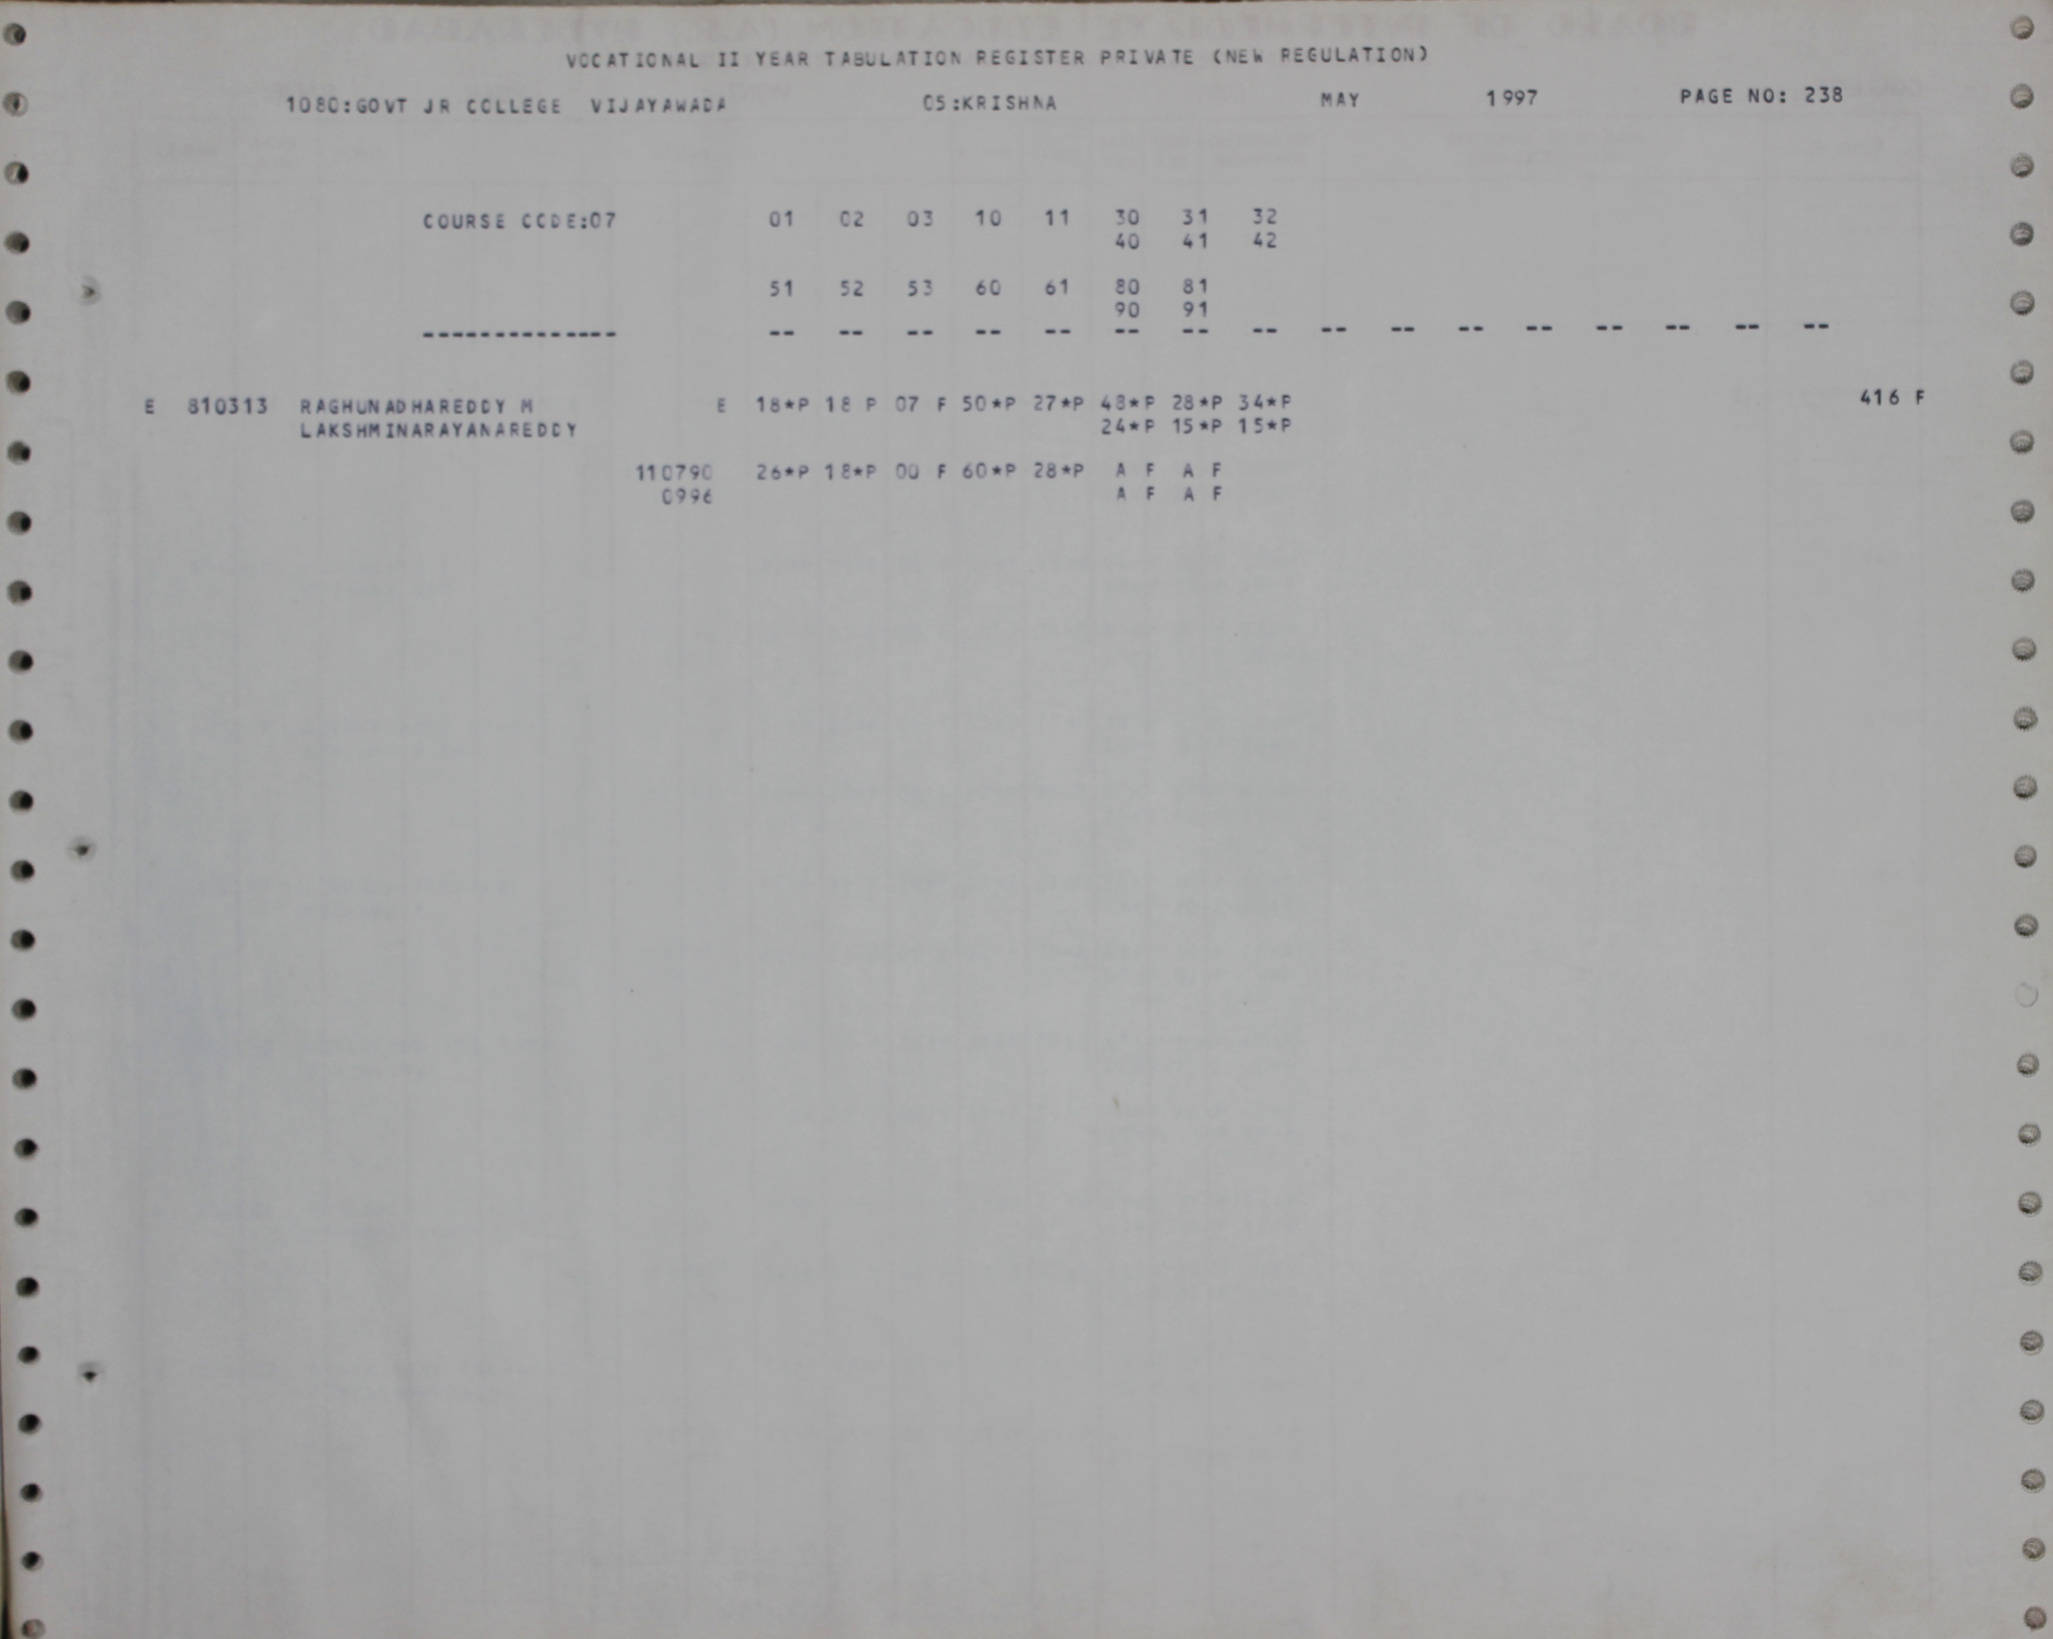 VOCATIONAL II YEAR TABULATION REGISTER PRIVATE (NEW REGULATION)
1080:GOVT JR COLLEGE VIJAYAWADA 05:KRISHNA MAY 1997 PAGE NO: 238
COURSE CODE:07 01 02 03 10 11 30 31 32
40 41 42
51 52 53 60 61 80 81
90 91
-------------- -- -- -- -- -- -- -- -- -- -- -- -- -- -- -- --
E 810313 RAGHUNADHAREDDY M E 18*P 18 P 07 F 50*P 27*P 48*P 28*P 34*P 416 F
LAKSHMINARAYANAREDDY 24*P 15*P 15*P
110790 26*P 18*P 00 F 60*P 28*P A F A F
0996 A F A F